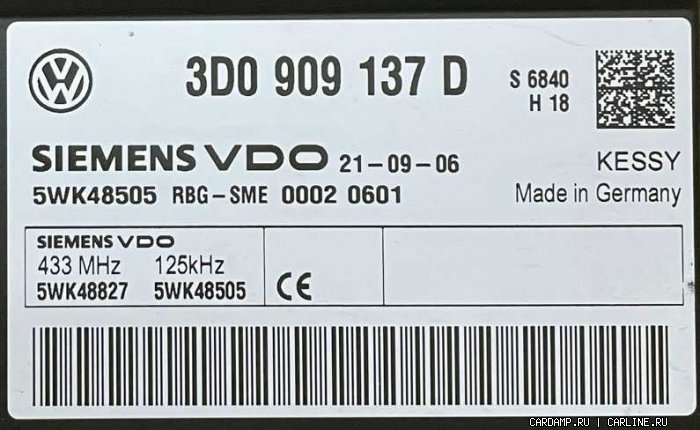 3D0 909 137 D S 6840
H 18
SIEMENS VDO 21-09-06 KESSY
5WK48505 RBG-SME 0002 0601 Made in Germany
SIEMENS VDO
433 MHz 125kHz
5WK48827 5WK48505 CE
CARDAMP.RU | CARLINE.RU